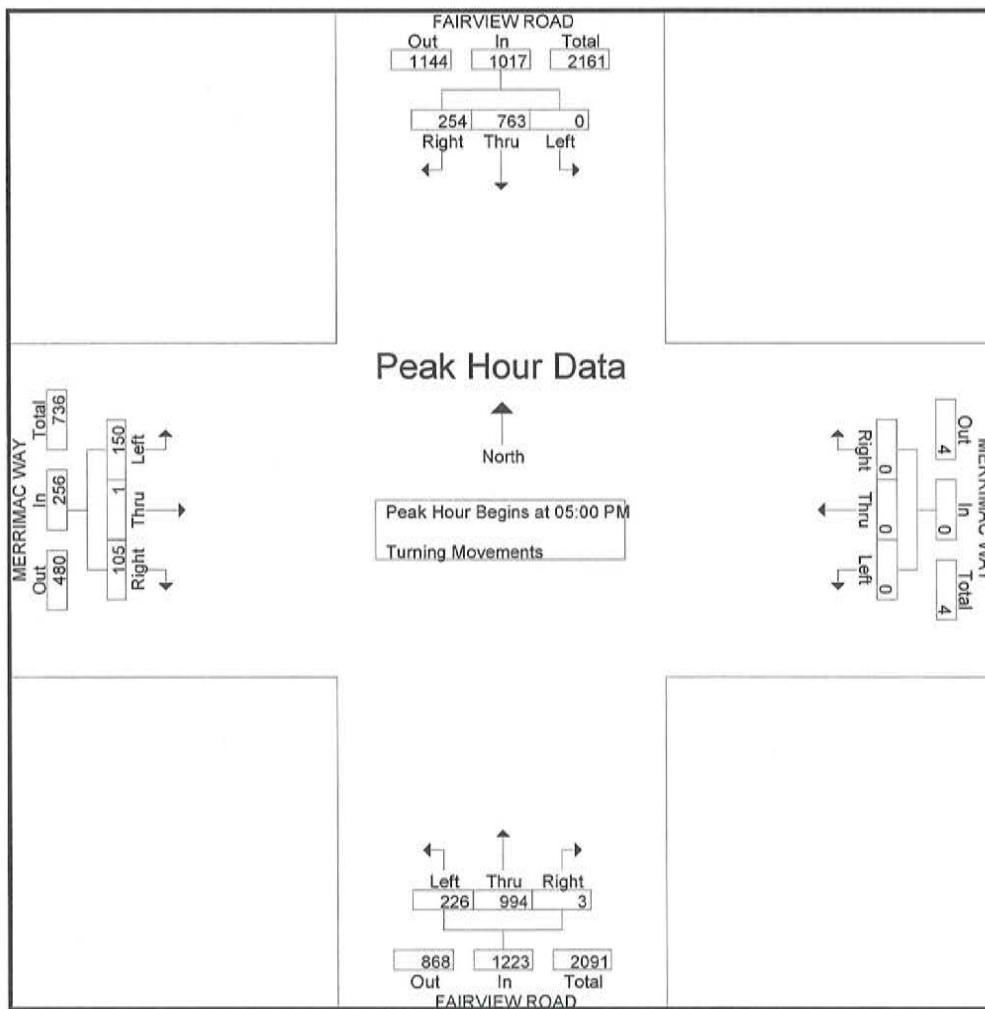 FAIRVIEW ROAD
Out In Total
1144 1017 2161
254 763 0
Right Thru Left
Peak Hour Data
North
Peak Hour Begins at 05:00 PM
Turning Movements
MERRIMAC WAY
Out In Total
480 256 736
105 1 150
Right Thru Left
MERRIMAC WAY
Out In Total
4 0 4
0 0 0
Right Thru Left
Left Thru Right
226 994 3
868 1223 2091
Out In Total
FAIRVIEW ROAD